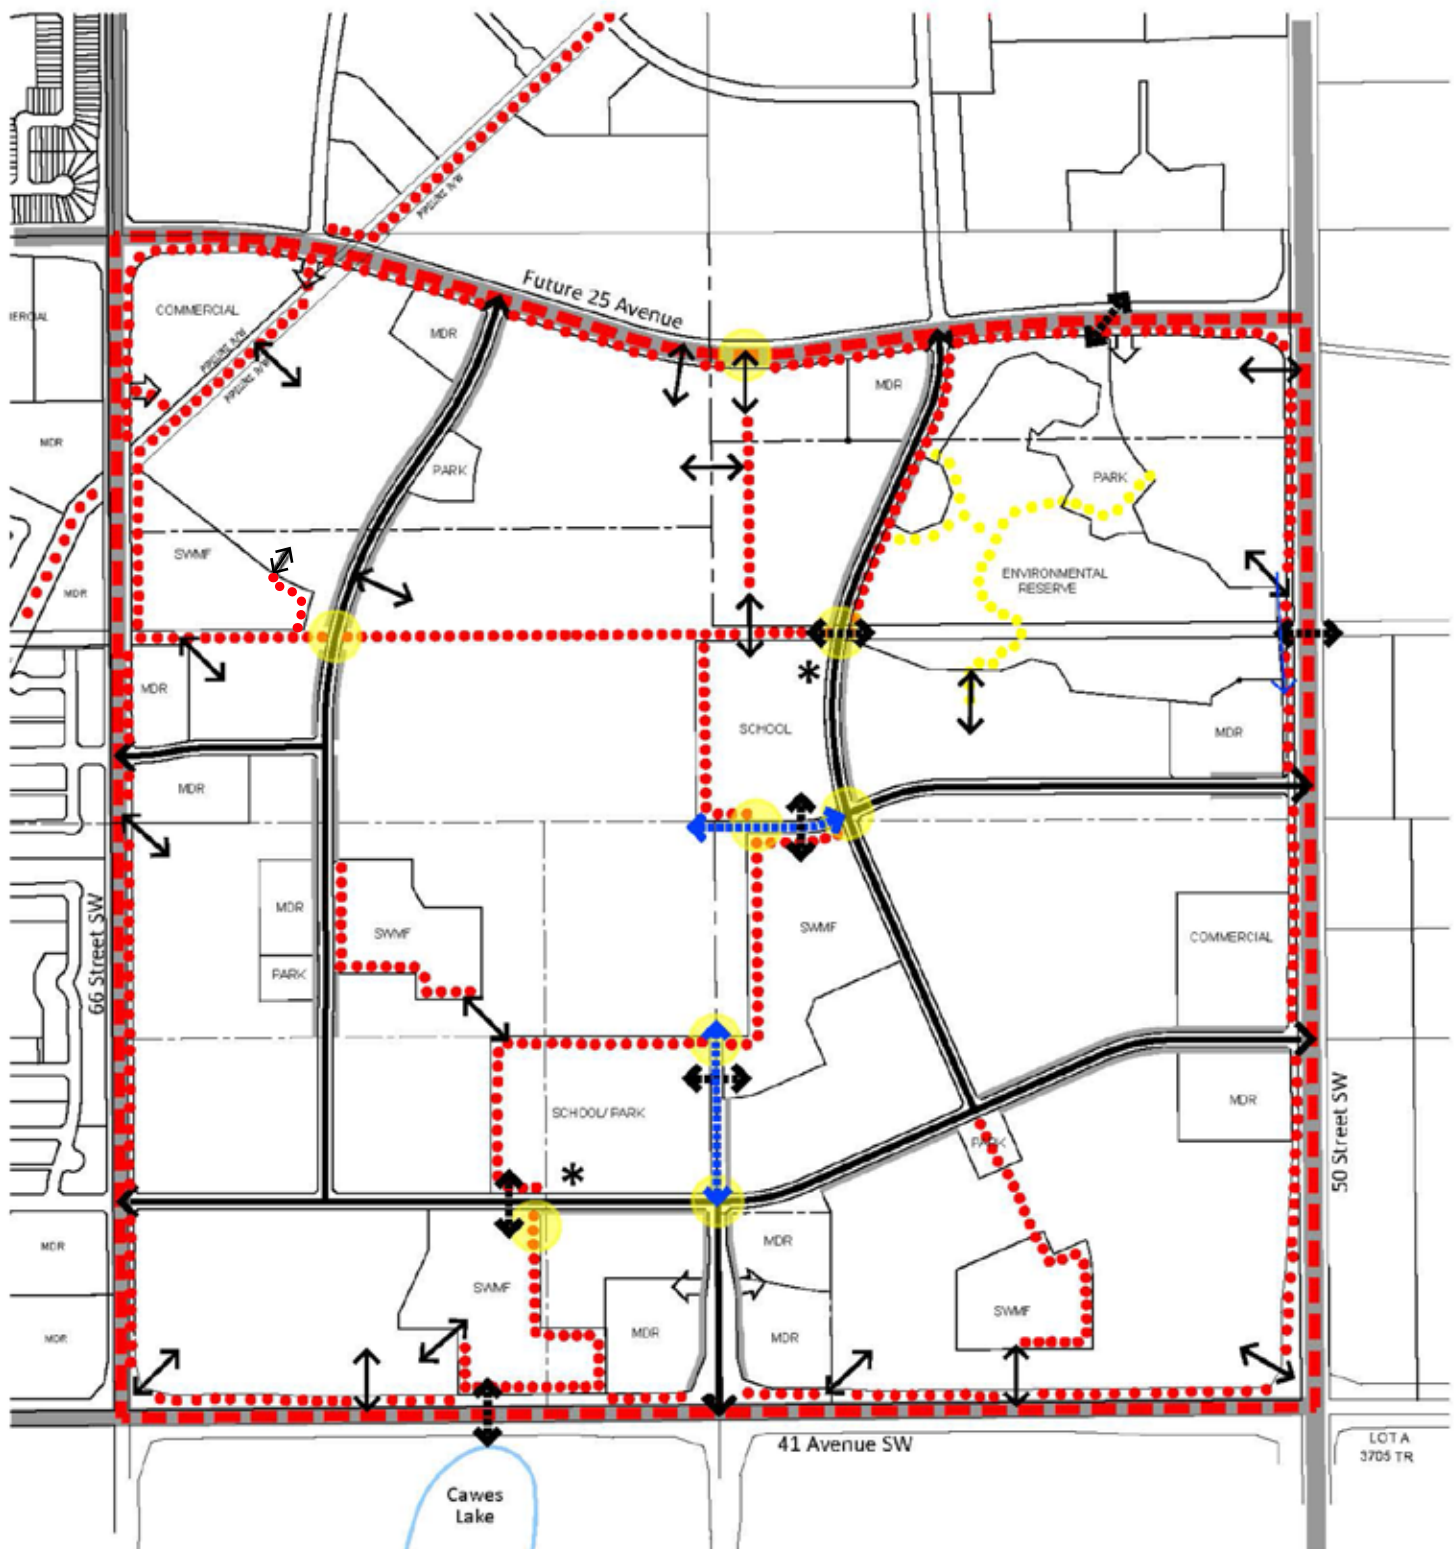 PIPELINE R/W
Future 25 Avenue
COMMERCIAL
MDR
PIPELINE R/W
PIPELINE R/W
MDR
MDR
PARK
PARK
SWMF
ENVIRONMENTAL
RESERVE
MDR
MDR
SCHOOL
MDR
MDR
MDR
SWMF
SWMF
COMMERCIAL
PARK
66 Street SW
SCHOOL/PARK
MDR
50 Street SW
PARK
*
*
MDR
MDR
SWMF
SWMF
MDR
MDR
MDR
41 Avenue SW
LOT A
3705 TR
Cawes
Lake